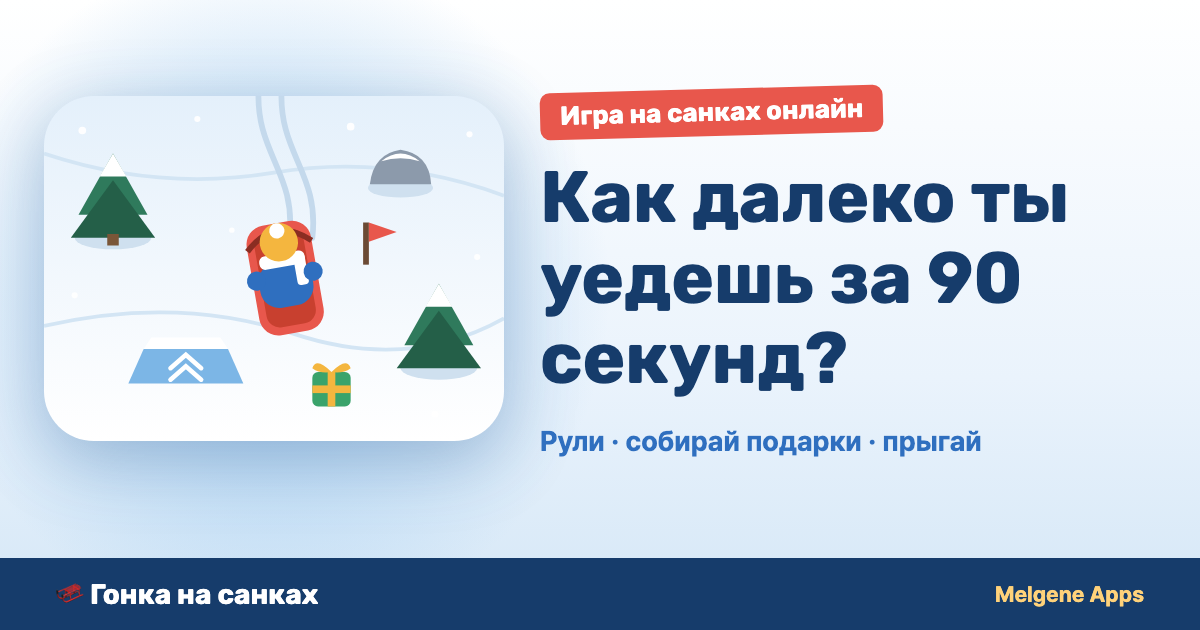 Игра на санках онлайн
Как далеко ты
уедешь за 90
секунд?
Рули · собирай подарки · прыгай
Гонка на санках
Melgene Apps